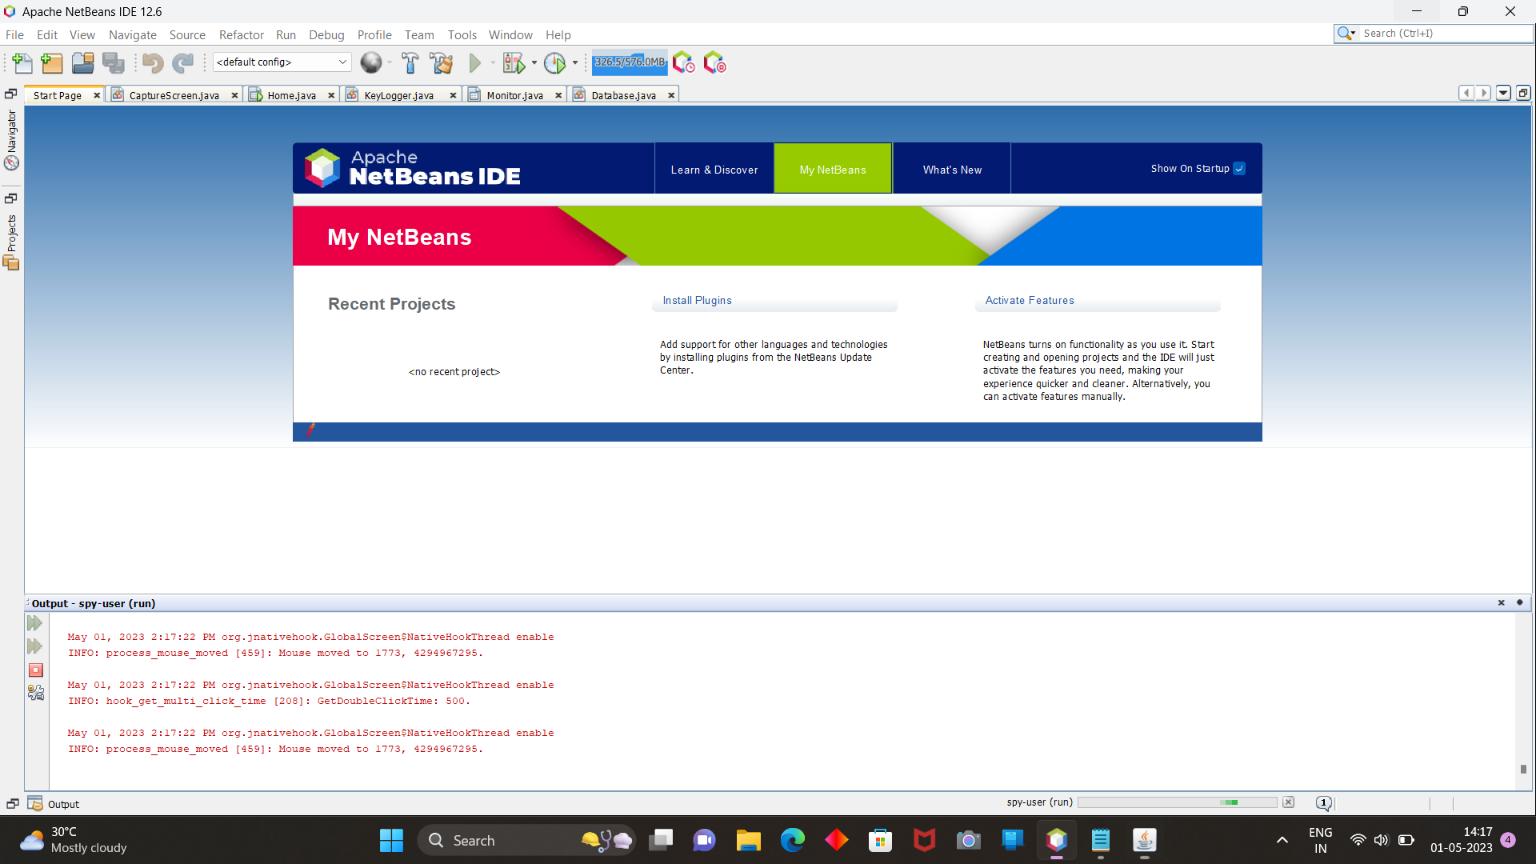 Apache NetBeans IDE 12.6
File Edit View Navigate Source Refactor Run Debug Profile Team Tools Window Help
Search (Ctrl+I)
<default config>
326.5/576.0MB
Start Page CaptureScreen.java Home.java KeyLogger.java Monitor.java Database.java
Navigator
Projects
Apache
NetBeans IDE
Learn & Discover My NetBeans What's New Show On Startup
My NetBeans
Recent Projects
<no recent project>
Install Plugins
Add support for other languages and technologies
by installing plugins from the NetBeans Update
Center.
Activate Features
NetBeans turns on functionality as you use it. Start
creating and opening projects and the IDE will just
activate the features you need, making your
experience quicker and cleaner. Alternatively, you
can activate features manually.
Output - spy-user (run)
May 01, 2023 2:17:22 PM org.jnativehook.GlobalScreen$NativeHookThread enable
INFO: process_mouse_moved [459]: Mouse moved to 1773, 4294967295.
May 01, 2023 2:17:22 PM org.jnativehook.GlobalScreen$NativeHookThread enable
INFO: hook_get_multi_click_time [208]: GetDoubleClickTime: 500.
May 01, 2023 2:17:22 PM org.jnativehook.GlobalScreen$NativeHookThread enable
INFO: process_mouse_moved [459]: Mouse moved to 1773, 4294967295.
Output
spy-user (run)
1
30°C
Mostly cloudy
Search
ENG
IN
14:17
01-05-2023
4